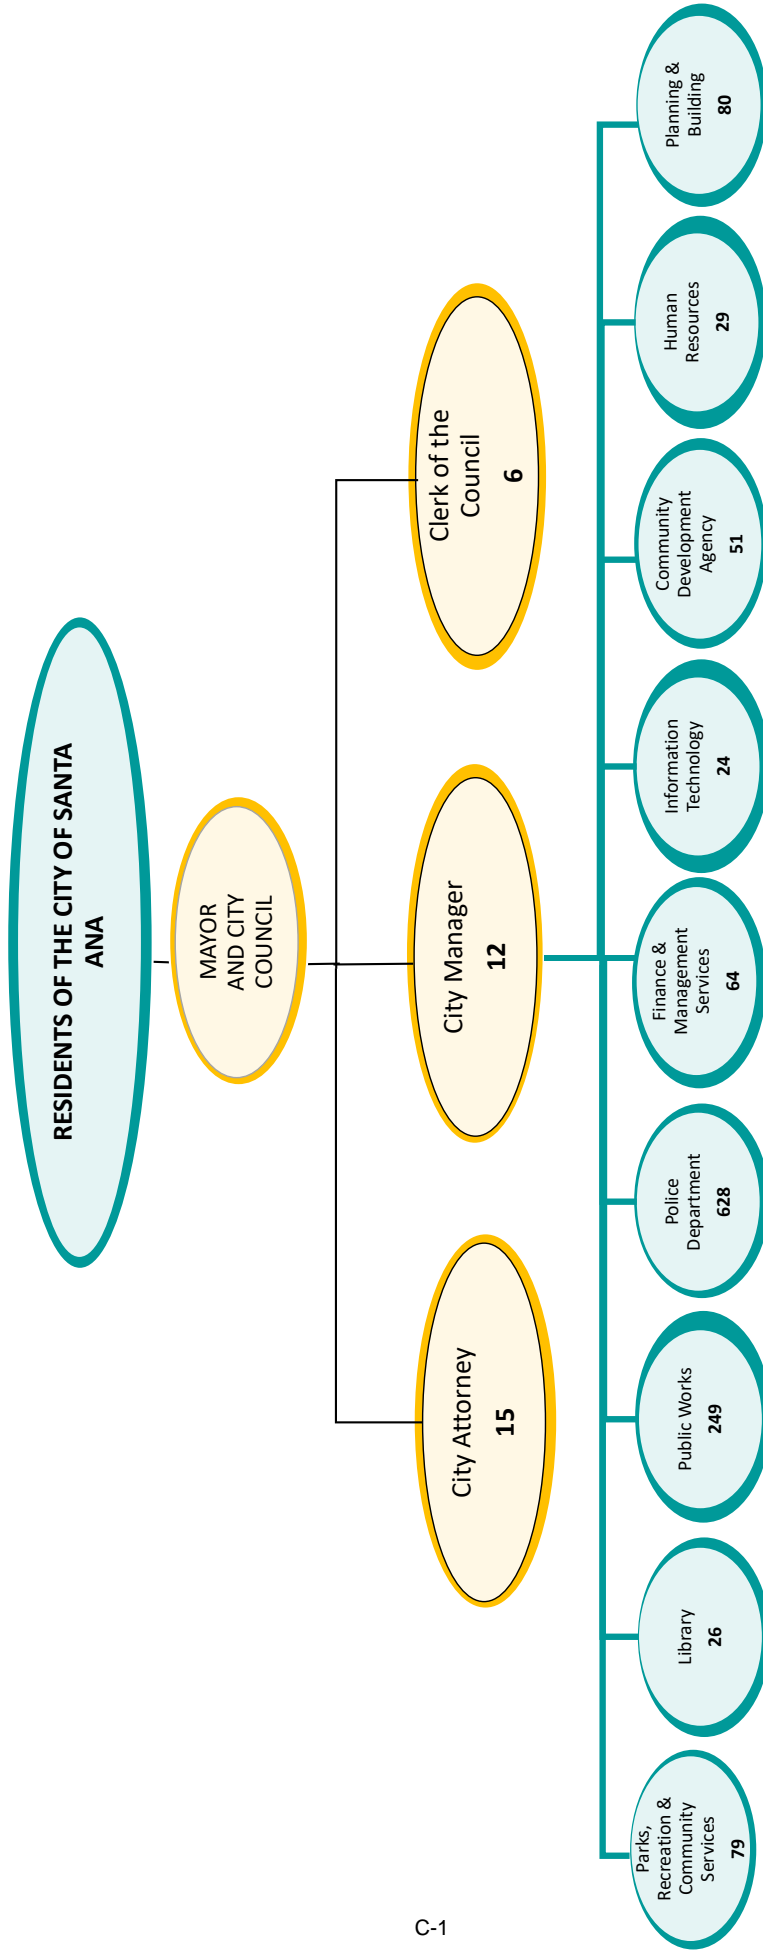 RESIDENTS OF THE CITY OF SANTA
ANA
MAYOR
AND CITY
COUNCIL
City Attorney
15
City Manager
12
Clerk of the
Council
6
Parks,
Recreation &
Community
Services
79
Library
26
Public Works
249
Police
Department
628
Finance &
Management
Services
64
Information
Technology
24
Community
Development
Agency
51
Human
Resources
29
Planning &
Building
80
C-1